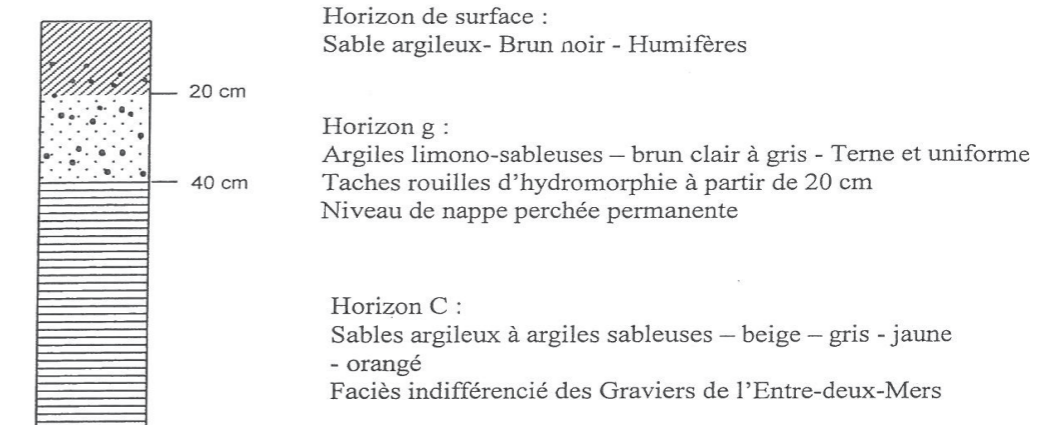 Horizon de surface :
Sable argileux- Brun noir - Humifères
20 cm
Horizon g :
Argiles limono-sableuses – brun clair à gris - Terne et uniforme
40 cm
Taches rouilles d'hydromorphie à partir de 20 cm
Niveau de nappe perchée permanente
Horizon C :
Sables argileux à argiles sableuses – beige – gris - jaune
- orangé
Faciès indifférencié des Graviers de l'Entre-deux-Mers